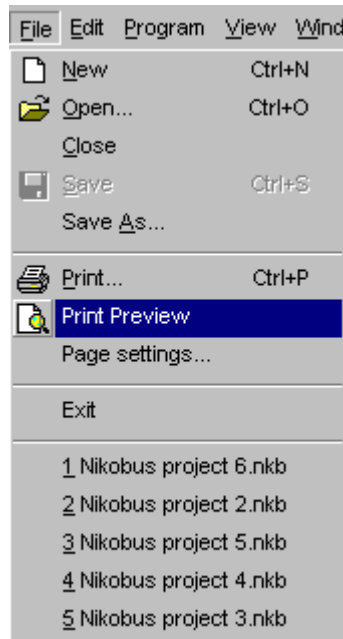 File Edit Program View Wind
New Ctrl+N
Open... Ctrl+O
Close
Save Ctrl+S
Save As...
Print... Ctrl+P
Print Preview
Page settings...
Exit
1 Nikobus project 6.nkb
2 Nikobus project 2.nkb
3 Nikobus project 5.nkb
4 Nikobus project 4.nkb
5 Nikobus project 3.nkb